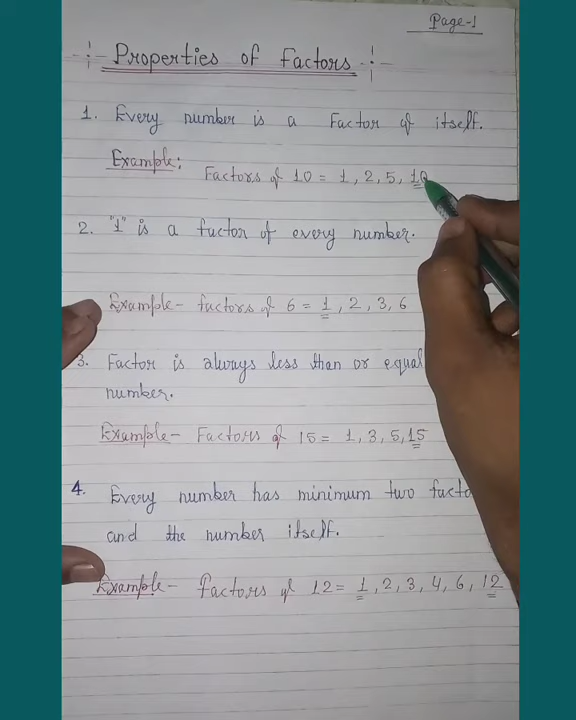 Page-1
Properties of Factors
1. Every number is a Factor of itself.
Example: Factors of 10 = 1, 2, 5, 10
2. "1" is a factor of every number.
Example- factors of 6 = 1, 2, 3, 6
3. Factor is always less than or equal
number.
Example- Factors of 15 = 1, 3, 5, 15
4. Every number has minimum two facto
and the number itself.
Example- Factors of 12 = 1, 2, 3, 4, 6, 12